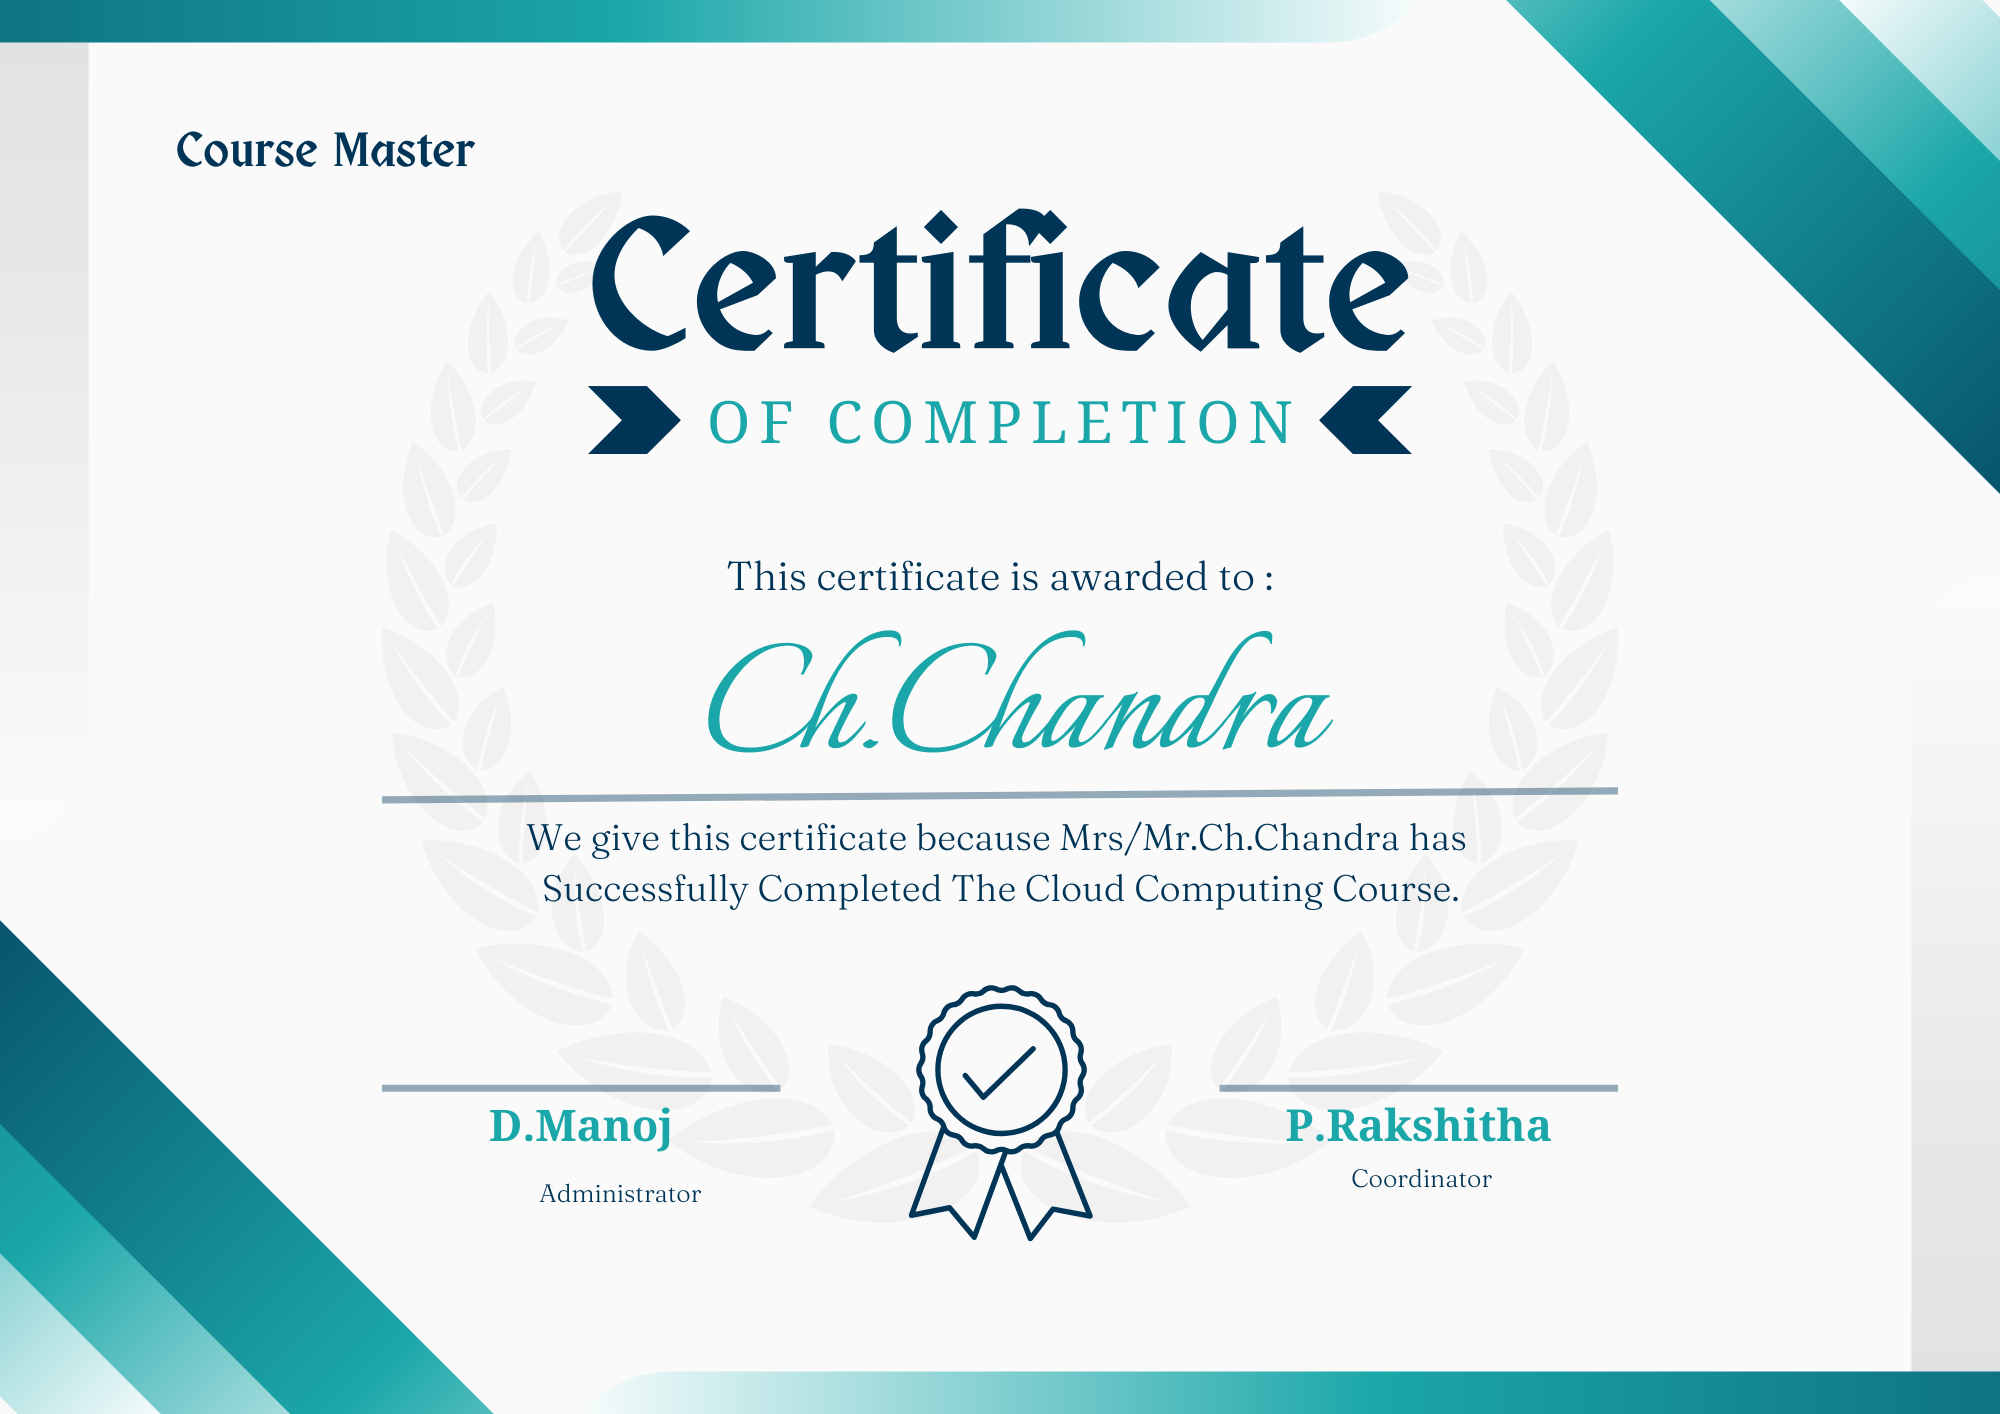 Course Master
Certificate
OF COMPLETION
This certificate is awarded to :
Ch.Chandra
We give this certificate because Mrs/Mr.Ch.Chandra has
Successfully Completed The Cloud Computing Course.
D.Manoj
Administrator
P.Rakshitha
Coordinator